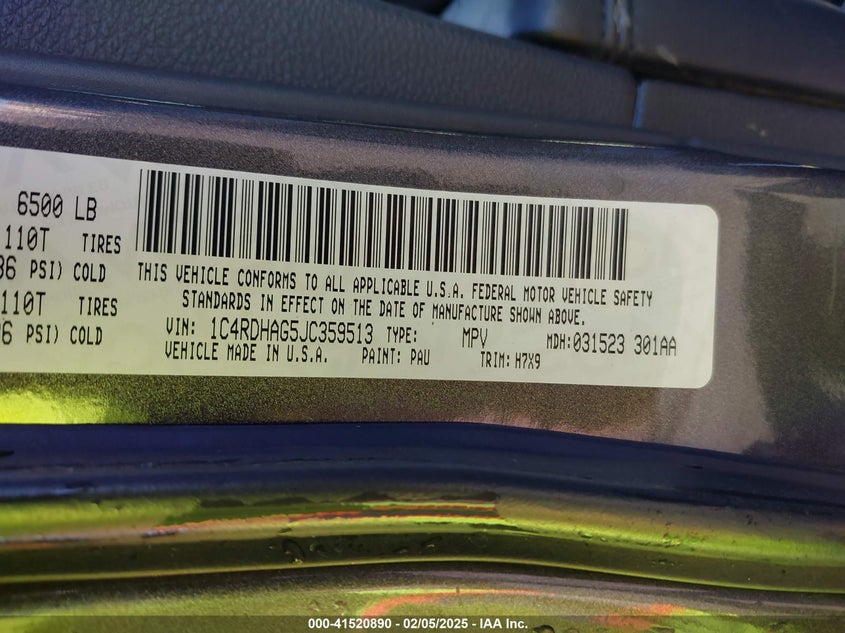 6500 LB
110T TIRES
36 PSI) COLD
110T TIRES
6 PSI) COLD
THIS VEHICLE CONFORMS TO ALL APPLICABLE U.S.A. FEDERAL MOTOR VEHICLE SAFETY
STANDARDS IN EFFECT ON THE DATE OF MANUFACTURE SHOWN ABOVE.
VIN: 1C4RDHAG5JC359513 TYPE: MPV MDH:031523 301AA
VEHICLE MADE IN U.S.A. PAINT: PAU TRIM: H7X9
000-41520890 - 02/05/2025 - IAA Inc.